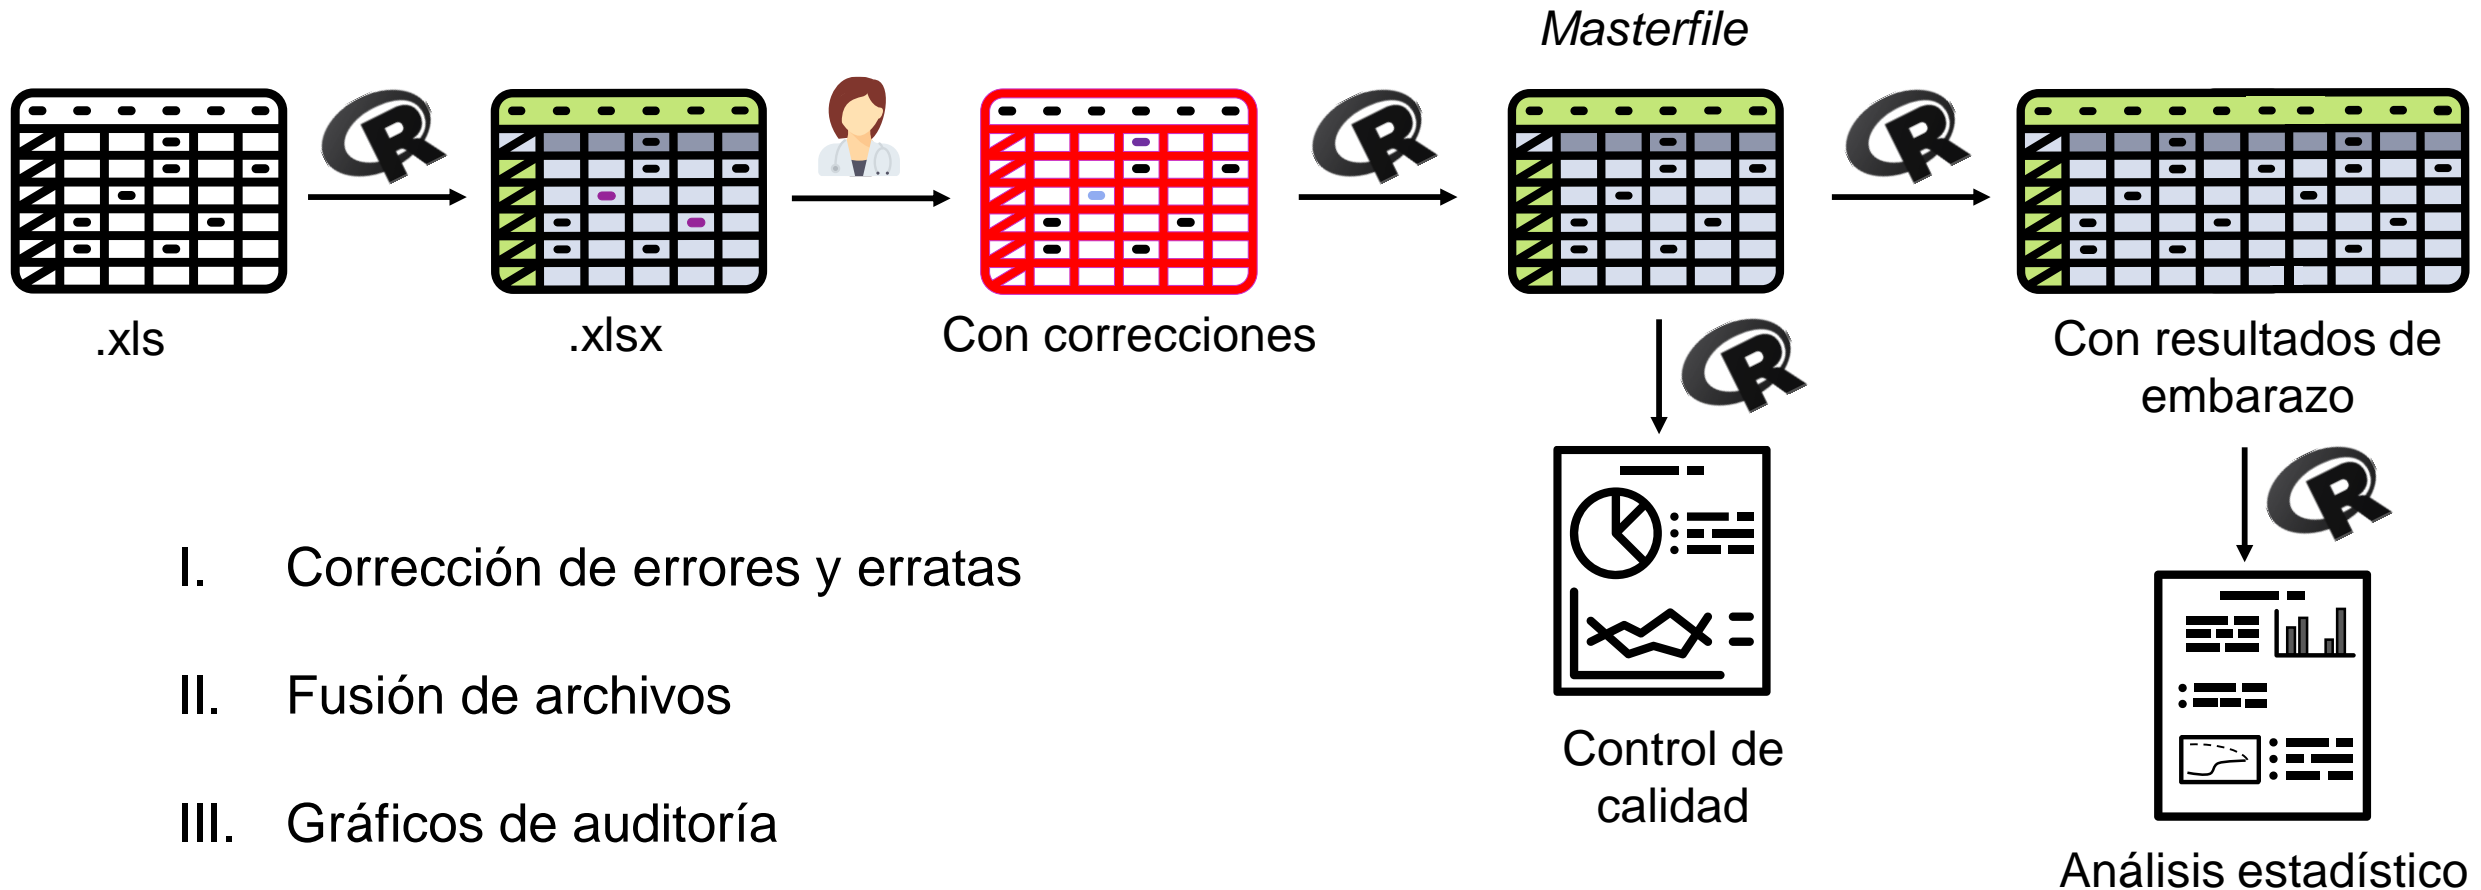 Masterfile
R
R
R
.xls
.xlsx
Con correcciones
R
Con resultados de
embarazo
R
I. Corrección de errores y erratas
II. Fusión de archivos
III. Gráficos de auditoría
Control de
calidad
Análisis estadístico